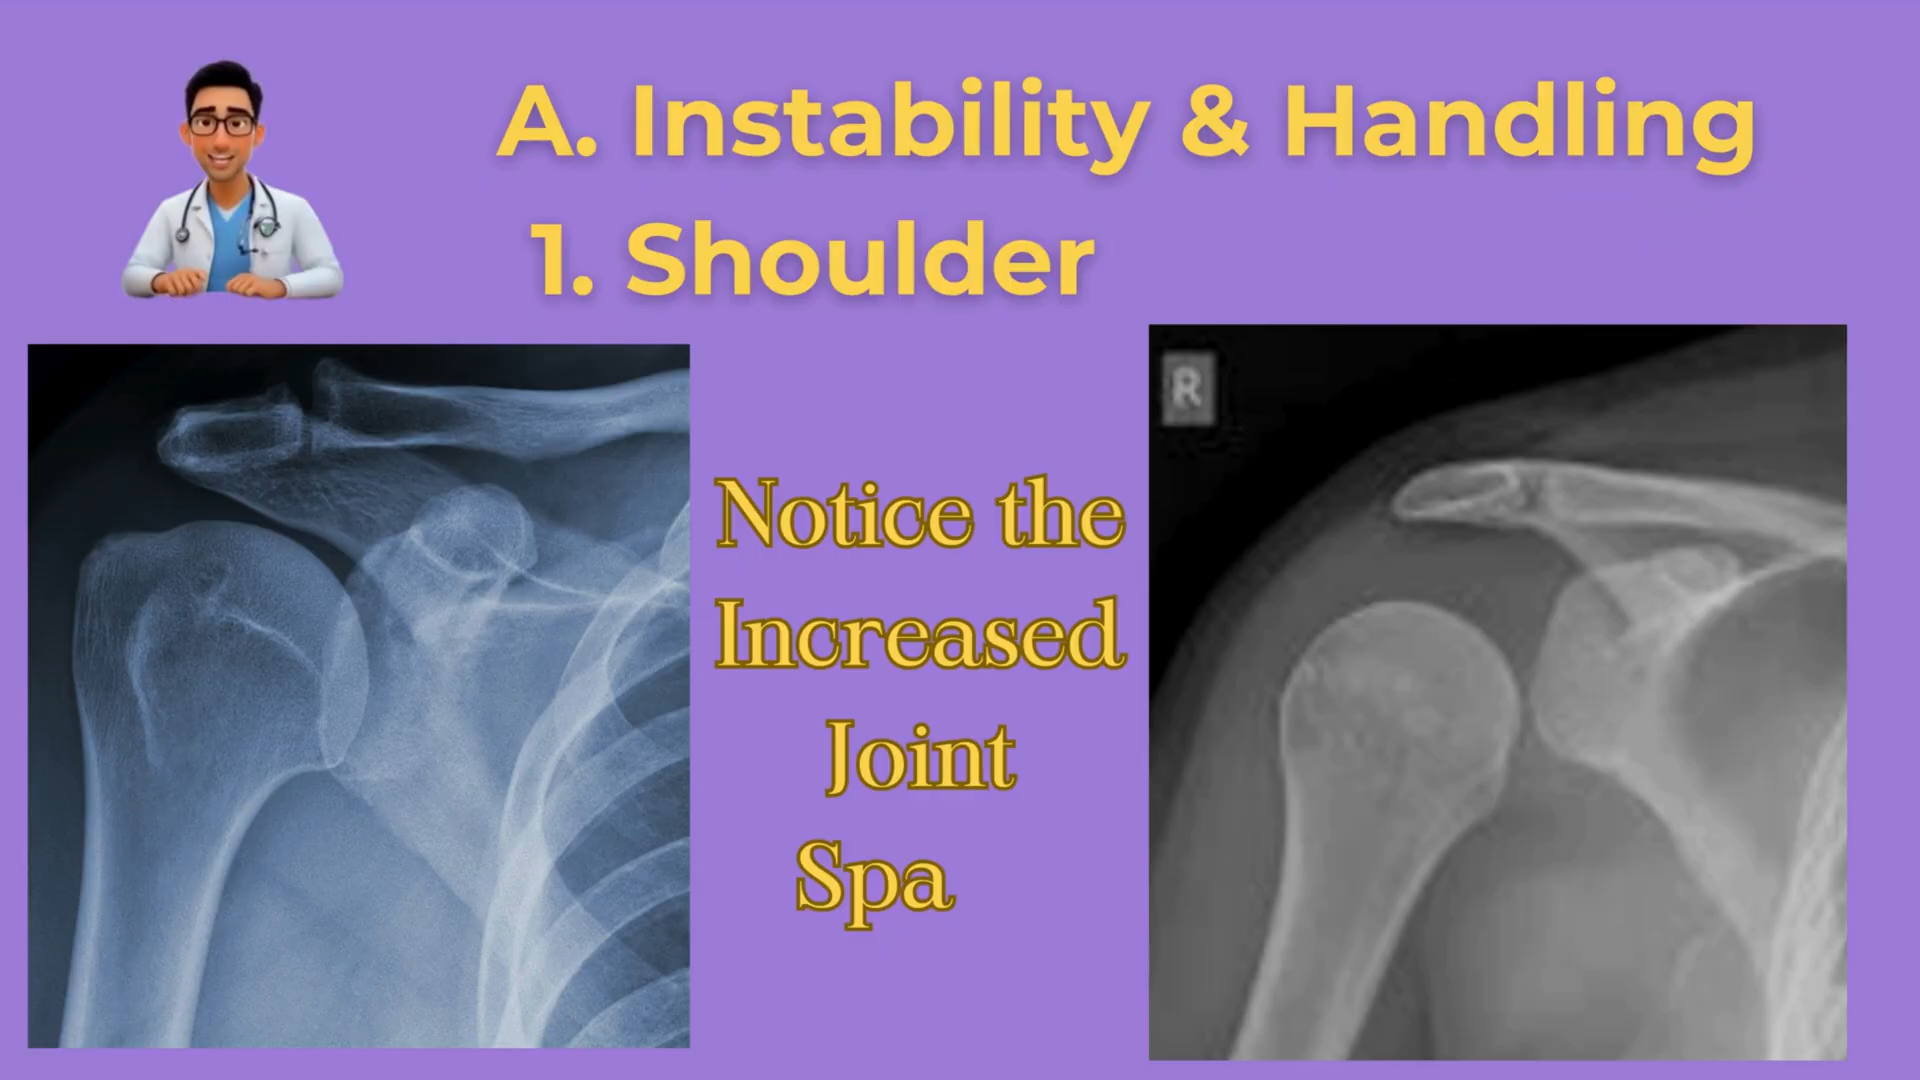 A. Instability & Handling
1. Shoulder
R
Notice the
Increased
Joint
Spa